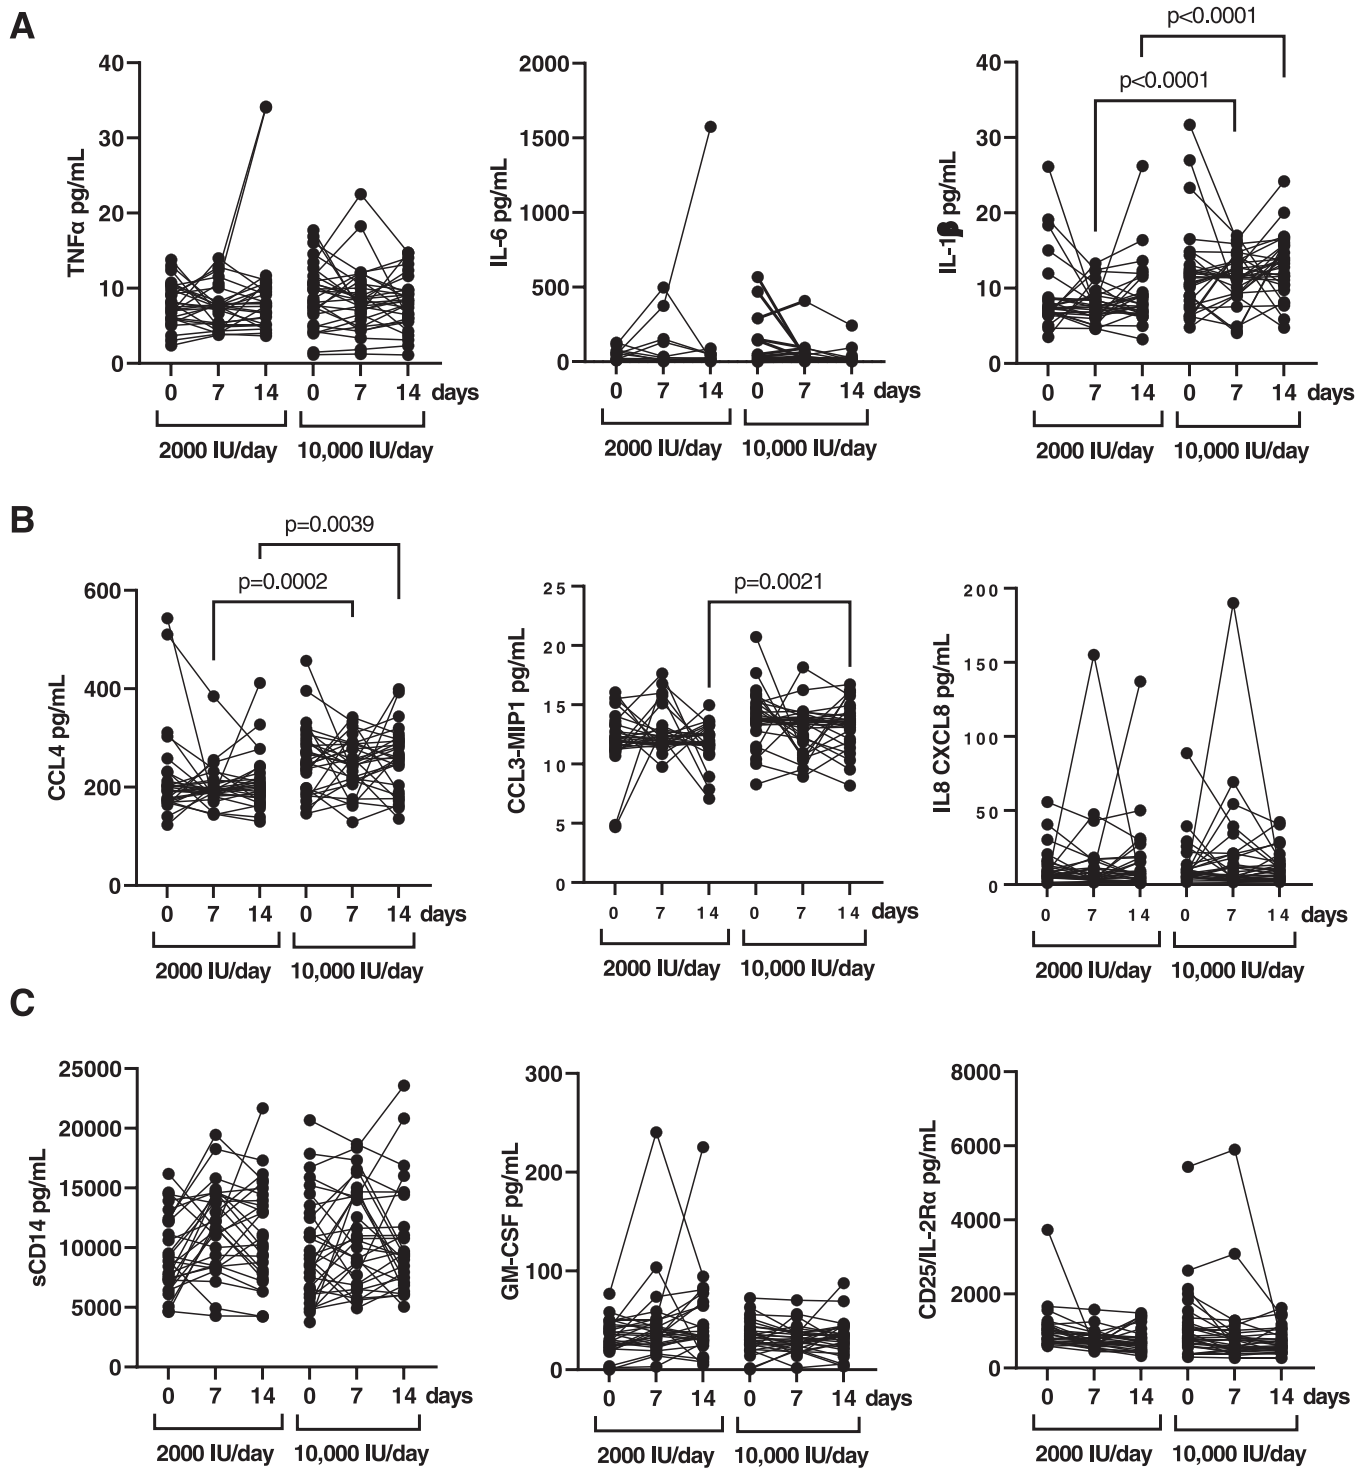 A
p<0.0001
p<0.0001
TNFα pg/mL
40
30
20
10
0
0 7 14 days
2000 IU/day 10,000 IU/day
IL-6 pg/mL
2000
1500
1000
500
0
0 7 14 0 7 14 days
2000 IU/day 10,000 IU/day
IL-1β pg/mL
40
30
20
10
0
0 7 14 0 7 14 days
2000 IU/day 10,000 IU/day
B
p=0.0039
p=0.0002
CCL4 pg/mL
600
400
200
0
0 7 14 0 7 14 days
2000 IU/day 10,000 IU/day
p=0.0021
CCL3-MIP1 pg/mL
25
20
15
10
5
0
0 7 14 0 7 14 days
2000 IU/day 10,000 IU/day
IL8 CXCL8 pg/mL
200
150
100
50
0
0 7 14 0 7 14 days
2000 IU/day 10,000 IU/day
C
sCD14 pg/mL
25000
20000
15000
10000
5000
0
0 7 14 0 7 14 days
2000 IU/day 10,000 IU/day
GM-CSF pg/mL
300
200
100
0
0 7 14 0 7 14 days
2000 IU/day 10,000 IU/day
CD25/IL-2Rα pg/mL
8000
6000
4000
2000
0
0 7 14 0 7 14 days
2000 IU/day 10,000 IU/day